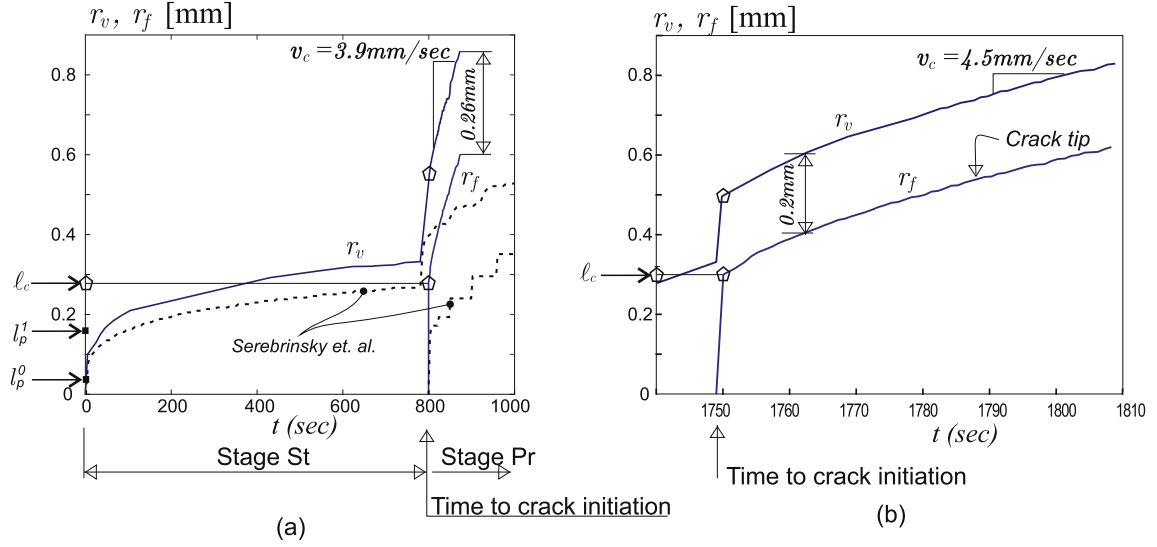 r_v, r_f [mm]
v_c = 3.9mm/sec
0.8
0.6
0.4
0.2
0
0.26mm
r_f
r_v
ℓ_c
l_p^1
l_p^0
Serebrinsky et. al.
0 200 400 600 800 1000
t (sec)
Stage St
Stage Pr
Time to crack initiation
(a)
r_v, r_f [mm]
v_c = 4.5mm/sec
0.8
0.6
0.4
0.2
0
r_v
Crack tip
r_f
0.2mm
ℓ_c
1750 1760 1770 1780 1790 1800 1810
t (sec)
Time to crack initiation
(b)